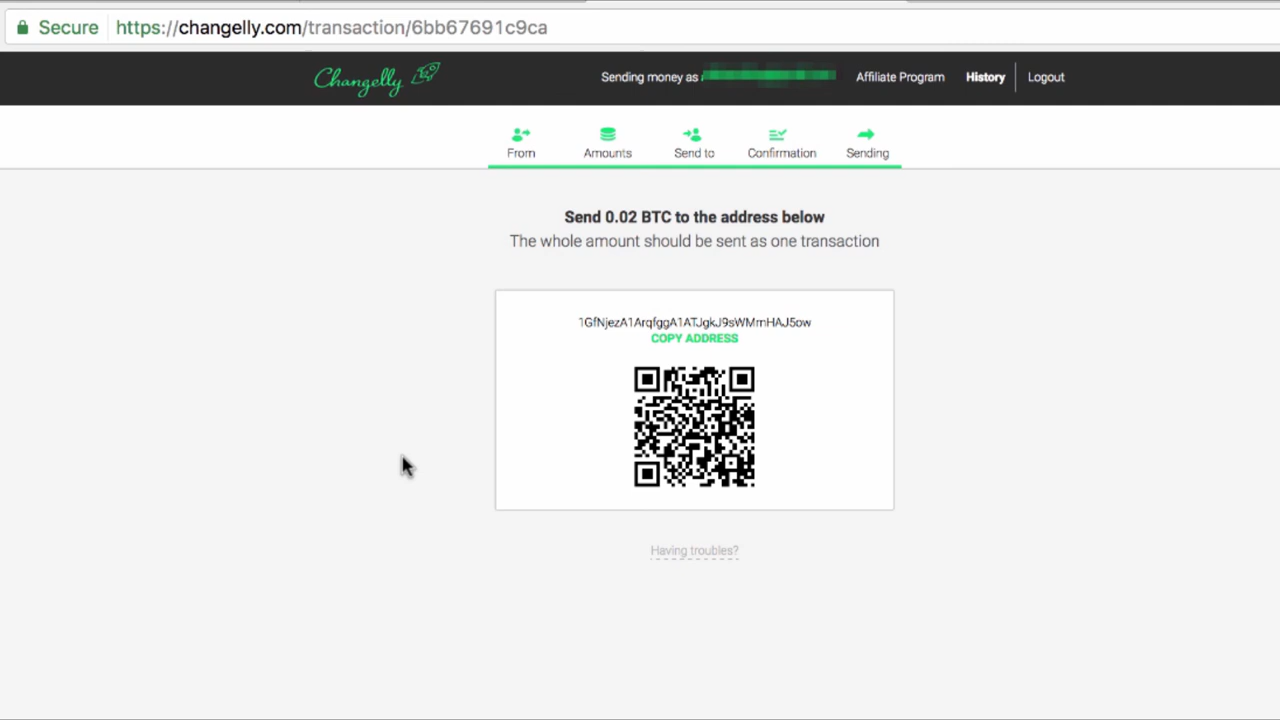 Secure https://changelly.com/transaction/6bb67691c9ca
Changelly Sending money as Affiliate Program History Logout
From Amounts Send to Confirmation Sending
Send 0.02 BTC to the address below
The whole amount should be sent as one transaction
1GfNjezA1ArqfggA1ATJgkJ9sWMrnHAJ5ow
COPY ADDRESS
Having troubles?